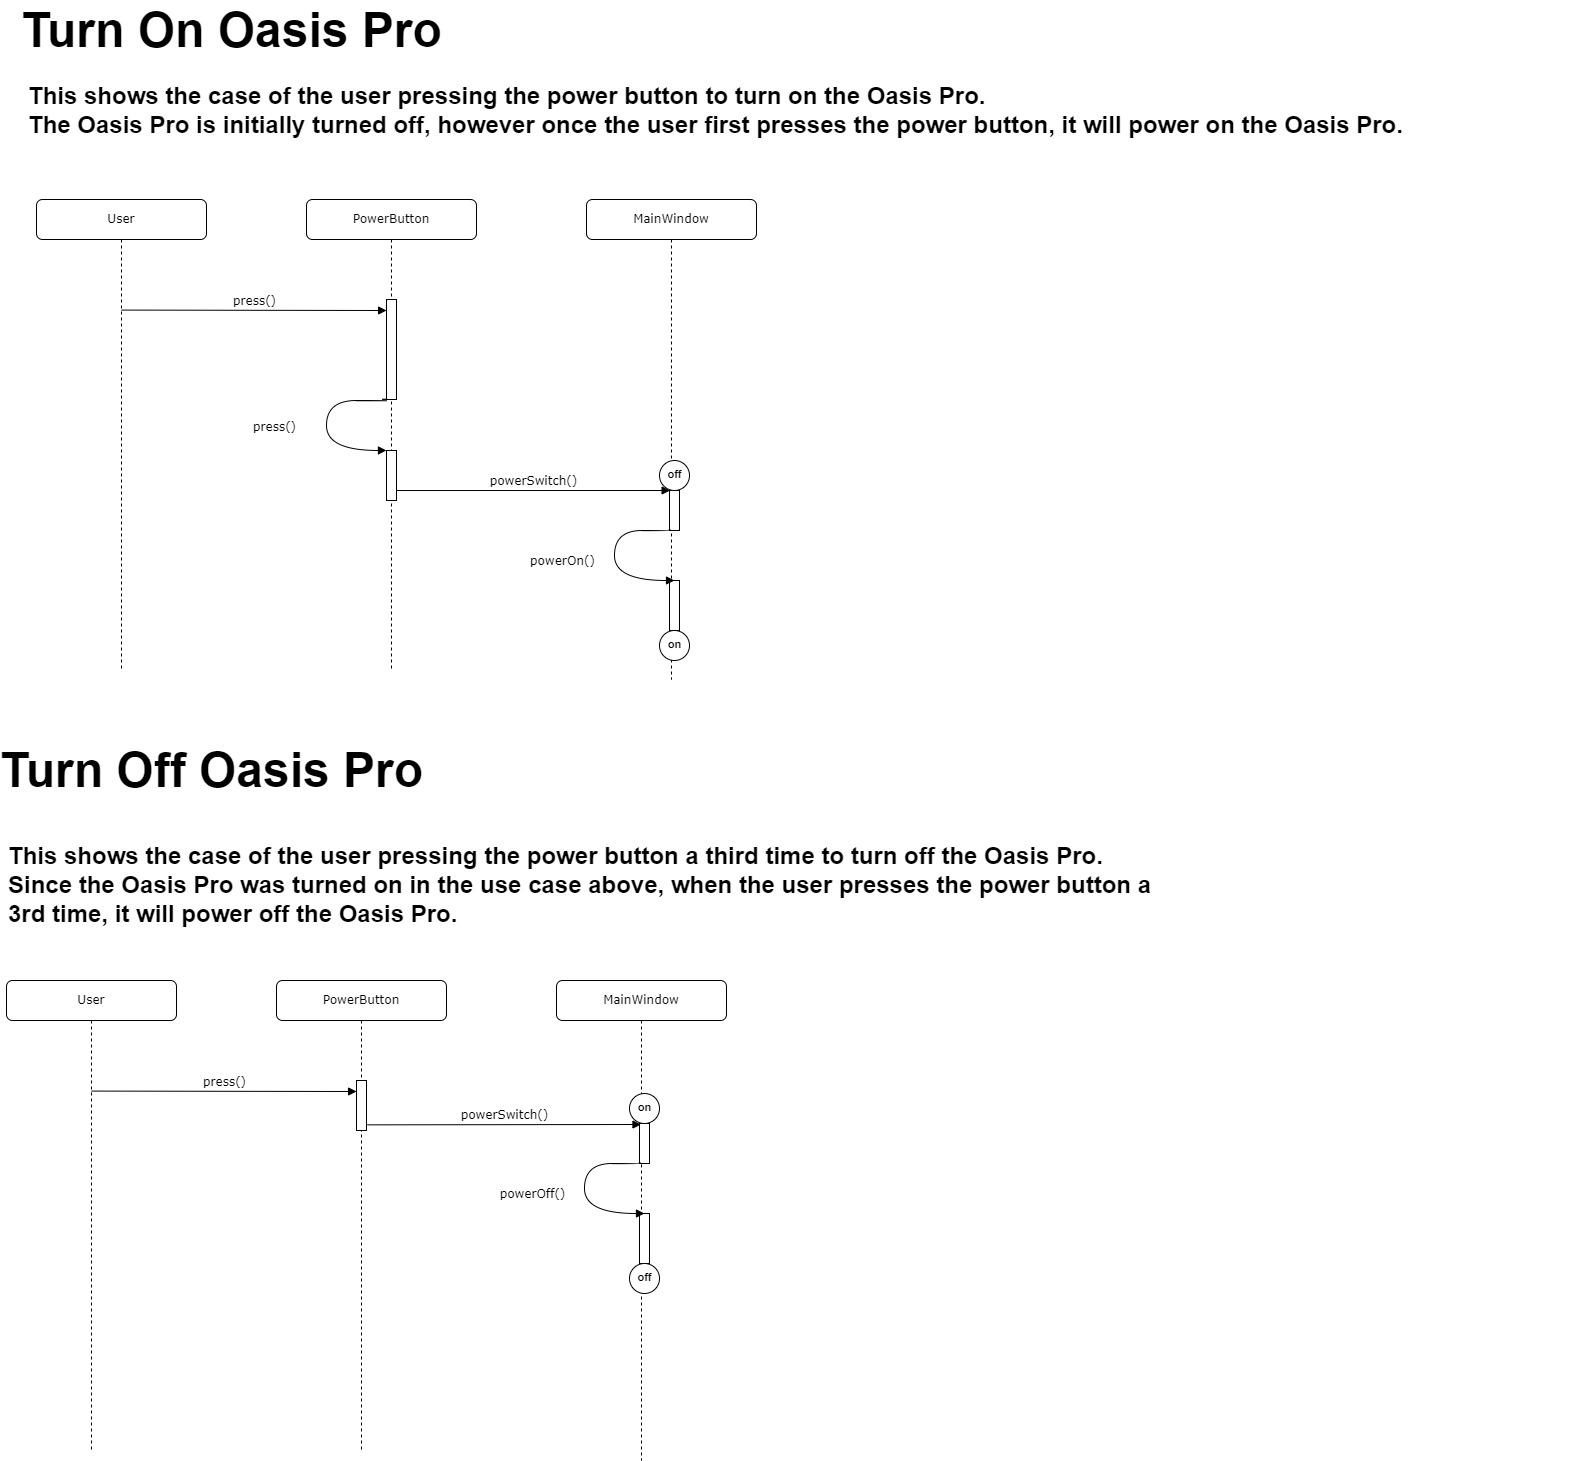 Turn On Oasis Pro
This shows the case of the user pressing the power button to turn on the Oasis Pro.
The Oasis Pro is initially turned off, however once the user first presses the power button, it will power on the Oasis Pro.
User
PowerButton
MainWindow
press()
press()
off
powerSwitch()
powerOn()
on
Turn Off Oasis Pro
This shows the case of the user pressing the power button a third time to turn off the Oasis Pro.
Since the Oasis Pro was turned on in the use case above, when the user presses the power button a
3rd time, it will power off the Oasis Pro.
User
PowerButton
MainWindow
press()
on
powerSwitch()
powerOff()
off